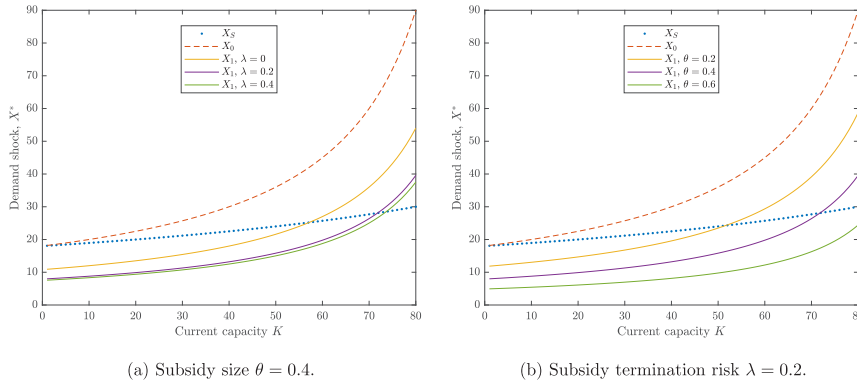 90
80
70
60
50
40
30
20
10
0
Demand shock, X*
X_S
X_0
X_1, λ = 0
X_1, λ = 0.2
X_1, λ = 0.4
0 10 20 30 40 50 60 70 80
Current capacity K
(a) Subsidy size θ = 0.4.
90
80
70
60
50
40
30
20
10
0
Demand shock, X*
X_S
X_0
X_1, θ = 0.2
X_1, θ = 0.4
X_1, θ = 0.6
0 10 20 30 40 50 60 70 80
Current capacity K
(b) Subsidy termination risk λ = 0.2.